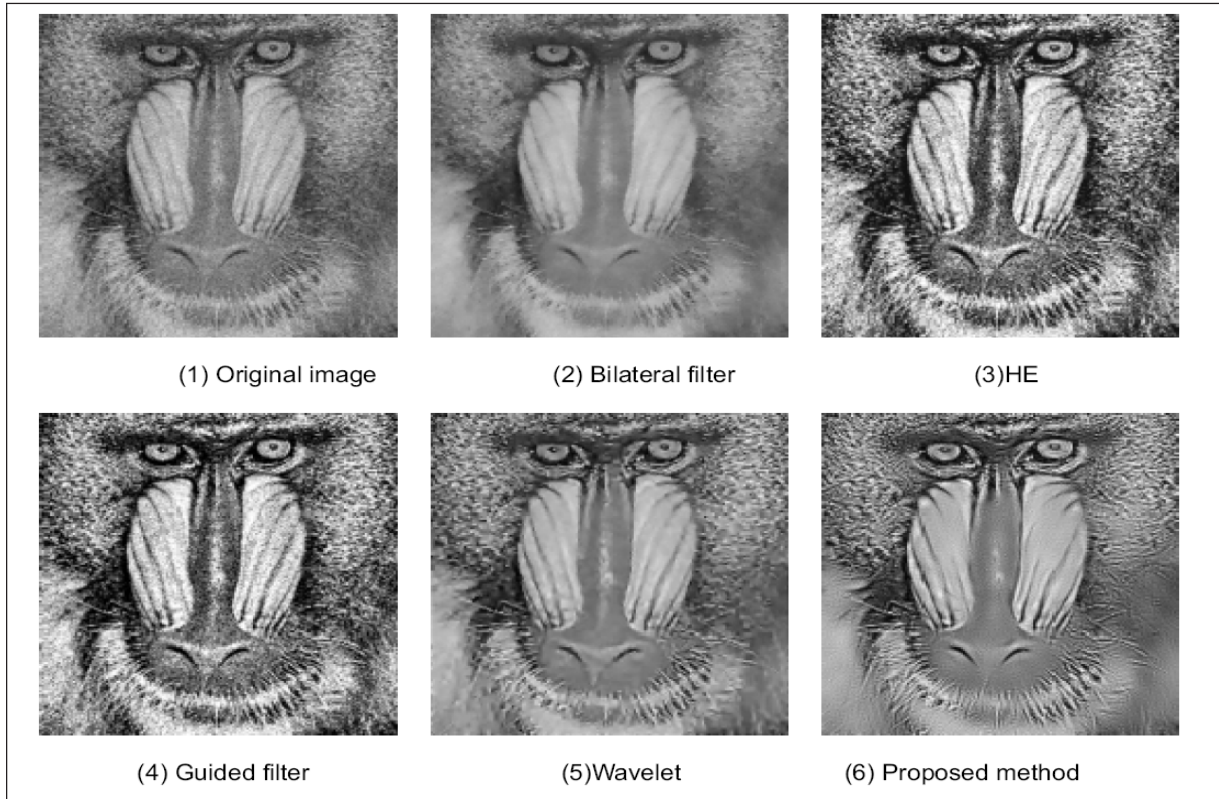 (1) Original image
(2) Bilateral filter
(3)HE
(4) Guided filter
(5)Wavelet
(6) Proposed method